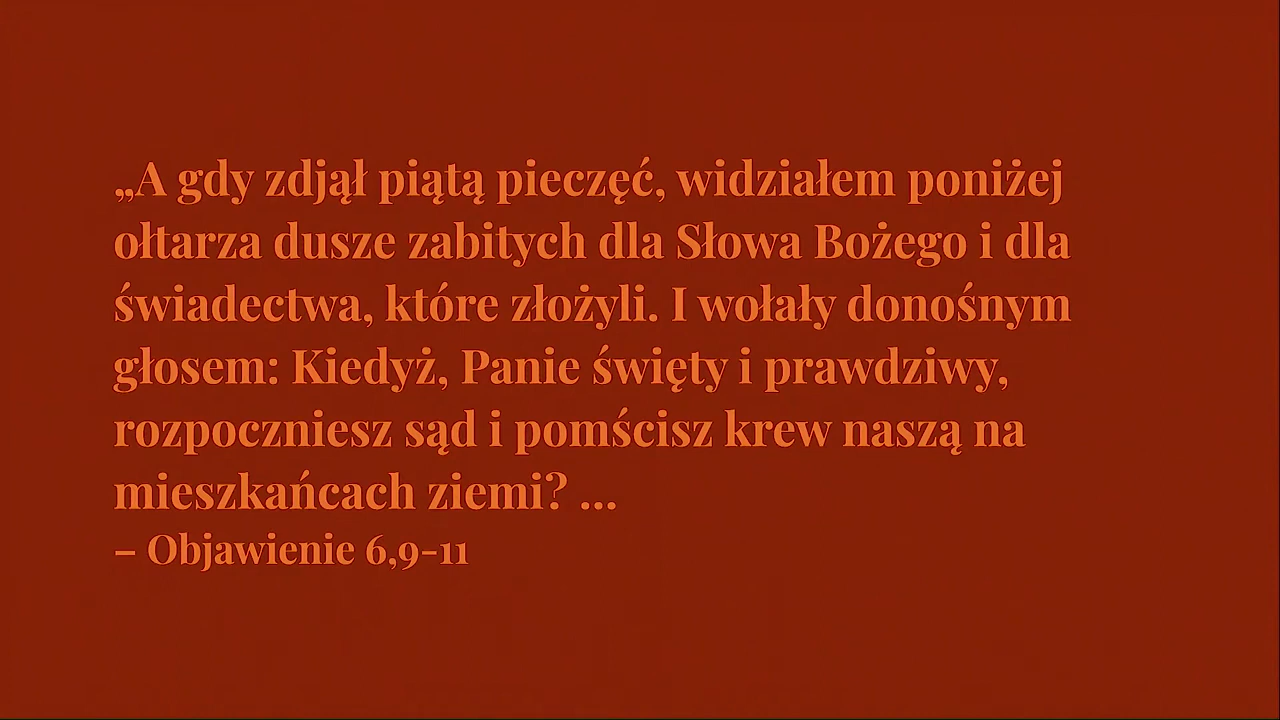 „A gdy zdjął piątą pieczęć, widziałem poniżej
ołtarza dusze zabitych dla Słowa Bożego i dla
świadectwa, które złożyli. I wołały donośnym
głosem: Kiedyż, Panie święty i prawdziwy,
rozpoczniesz sąd i pomścisz krew naszą na
mieszkańcach ziemi? ...
– Objawienie 6,9-11